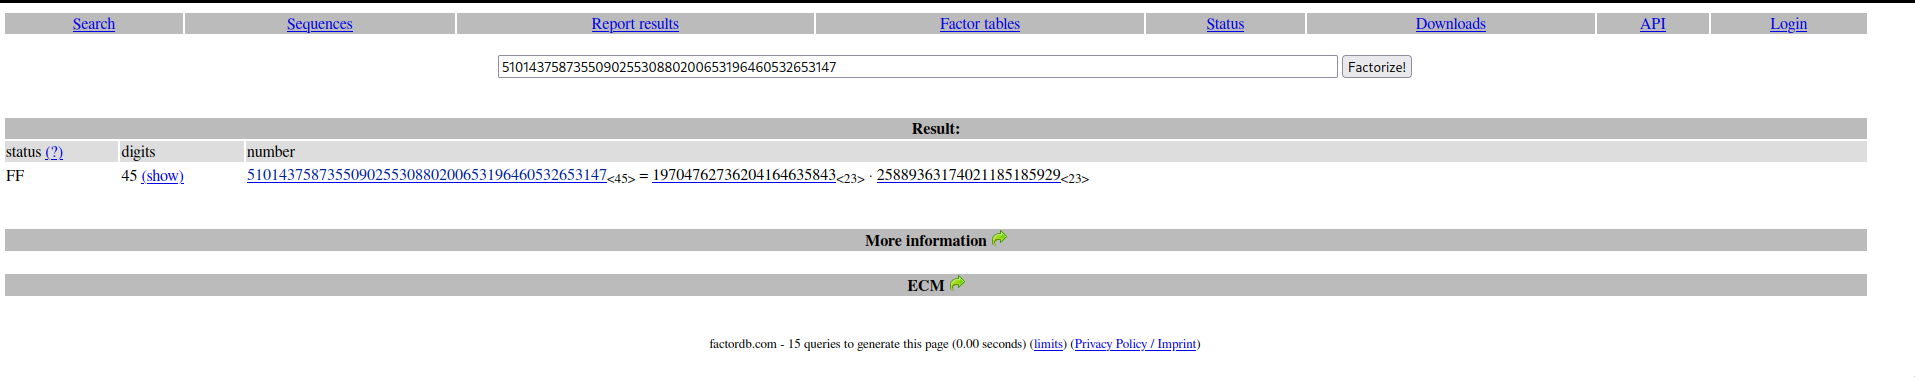 Search Sequences Report results Factor tables Status Downloads API Login
510143758735509025530880200653196460532653147 Factorize!
Result:
status (?) digits number
FF 45 (show) 510143758735509025530880200653196460532653147<45> = 19704762736204164635843<23> · 25889363174021185185929<23>
More information
ECM
factordb.com - 15 queries to generate this page (0.00 seconds) (limits) (Privacy Policy / Imprint)